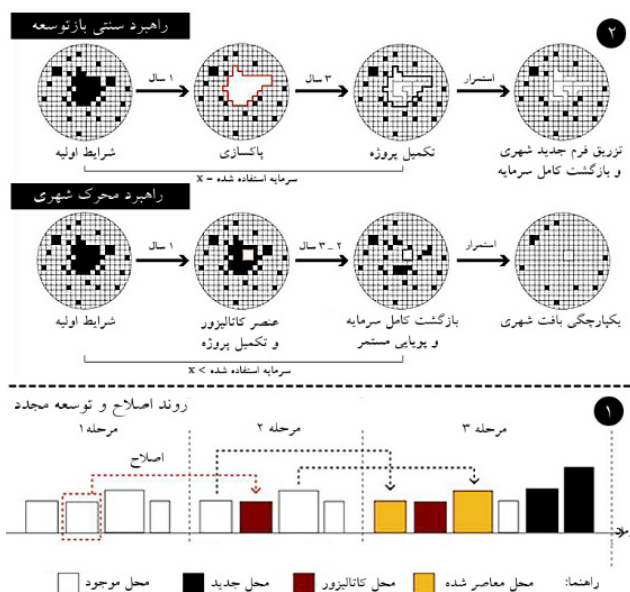 راهبرد سنتی بازتوسعه
۲
۱ سال
۳ سال
استمرار
شرایط اولیه
پاکسازی
تکمیل پروژه
تزریق فرم جدید شهری
و بازگشت کامل سرمایه
سرمایه استفاده شده = x
راهبرد محرک شهری
۱ سال
۲ _ ۳ سال
استمرار
شرایط اولیه
عنصر کاتالیزور
و تکمیل پروژه
بازگشت کامل سرمایه
و پویایی مستمر
یکپارچگی بافت شهری
سرمایه استفاده شده < x
روند اصلاح و توسعه مجدد
۱
مرحله ۱
مرحله ۲
مرحله ۳
اصلاح
راهنما:
محل معاصر شده
محل کاتالیزور
محل جدید
محل موجود